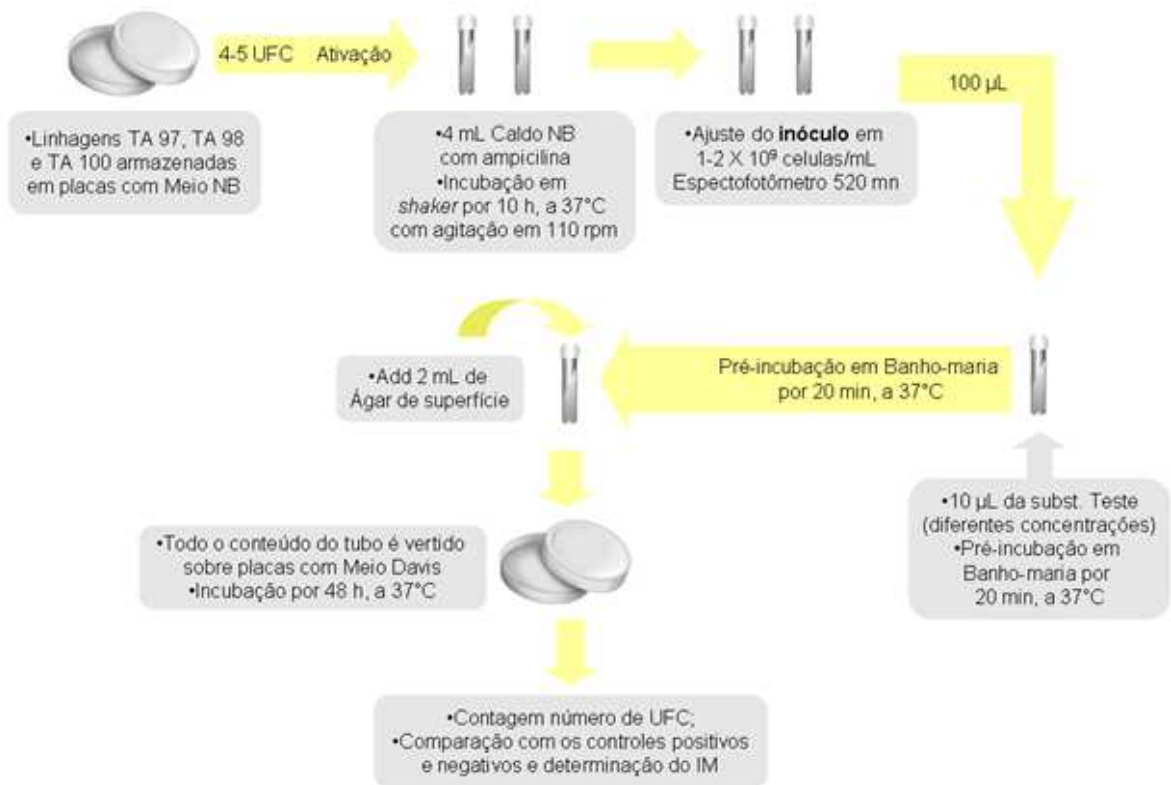 4-5 UFC Ativação
•Linhagens TA 97, TA 98
e TA 100 armazenadas
em placas com Meio NB
•4 mL Caldo NB
com ampicilina
•Incubação em
shaker por 10 h, a 37°C
com agitação em 110 rpm
•Ajuste do inóculo em
1-2 X 10⁹ celulas/mL
Espectofotômetro 520 mn
100 µL
Pré-incubação em Banho-maria
por 20 min, a 37°C
•10 µL da subst. Teste
(diferentes concentrações)
•Pré-incubação em
Banho-maria por
20 min, a 37°C
•Add 2 mL de
Ágar de superfície
•Todo o conteúdo do tubo é vertido
sobre placas com Meio Davis
•Incubação por 48 h, a 37°C
•Contagem número de UFC;
•Comparação com os controles positivos
e negativos e determinação do IM